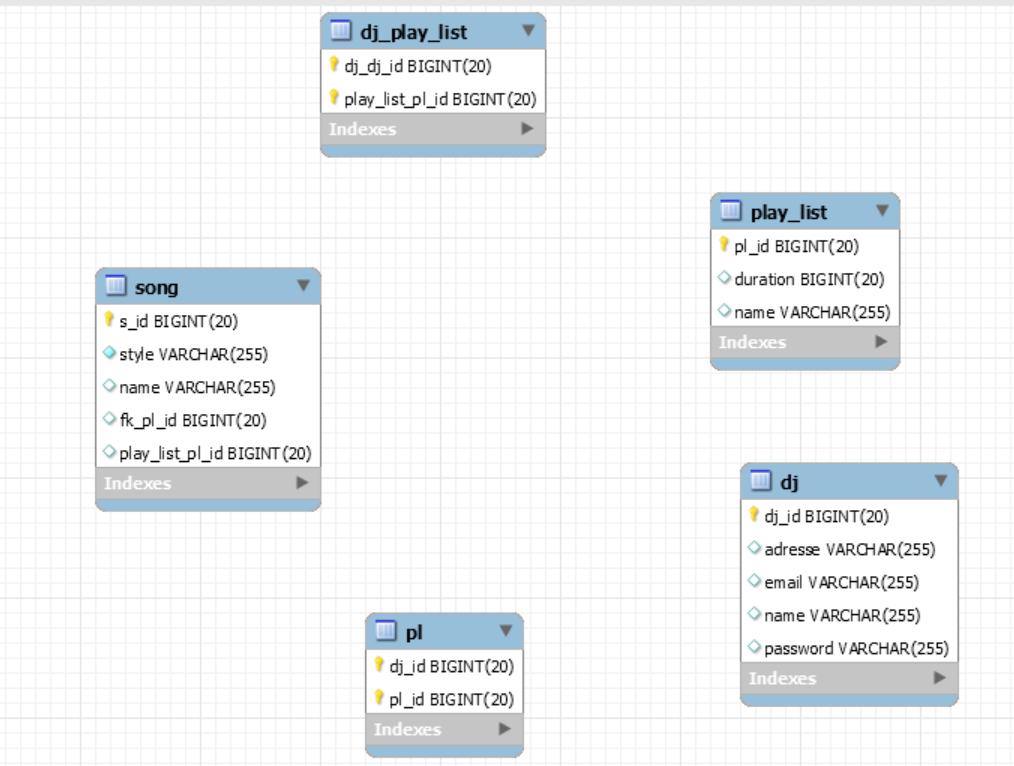 dj_play_list
dj_dj_id BIGINT(20)
play_list_pl_id BIGINT(20)
Indexes
play_list
pl_id BIGINT(20)
duration BIGINT(20)
name VARCHAR(255)
Indexes
song
s_id BIGINT(20)
style VARCHAR(255)
name VARCHAR(255)
fk_pl_id BIGINT(20)
play_list_pl_id BIGINT(20)
Indexes
dj
dj_id BIGINT(20)
adresse VARCHAR(255)
email VARCHAR(255)
name VARCHAR(255)
password VARCHAR(255)
Indexes
pl
dj_id BIGINT(20)
pl_id BIGINT(20)
Indexes